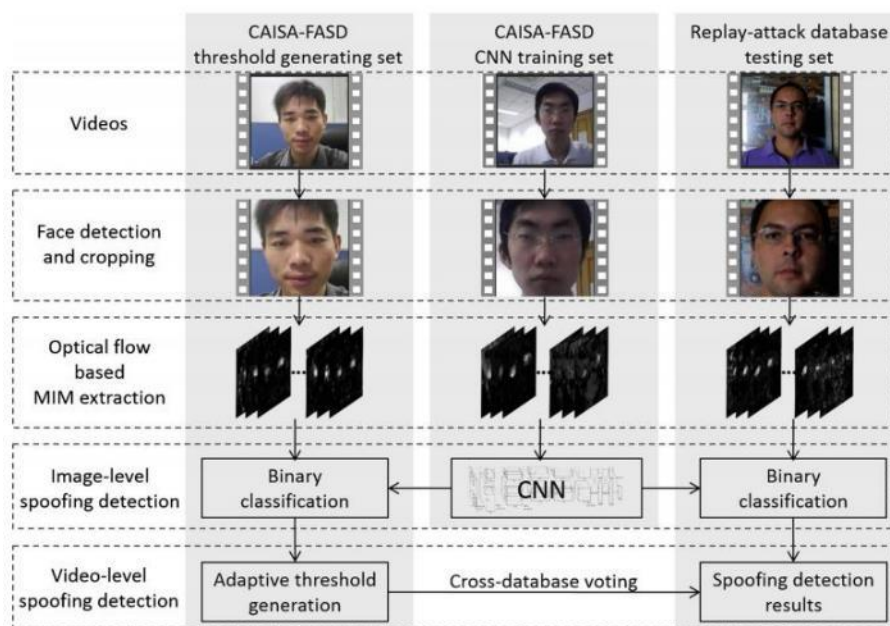 CAISA-FASD
threshold generating set
CAISA-FASD
CNN training set
Replay-attack database
testing set
Videos
Face detection
and cropping
Optical flow
based
MIM extraction
Image-level
spoofing detection
Binary
classification
CNN
Binary
classification
Video-level
spoofing detection
Adaptive threshold
generation
Cross-database voting
Spoofing detection
results